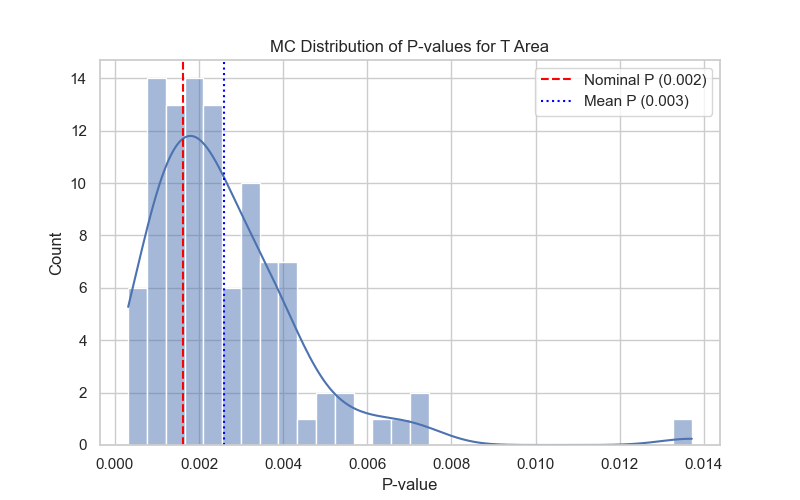 MC Distribution of P-values for T Area
Nominal P (0.002)
Mean P (0.003)
Count
14
12
10
8
6
4
2
0
0.000 0.002 0.004 0.006 0.008 0.010 0.012 0.014
P-value